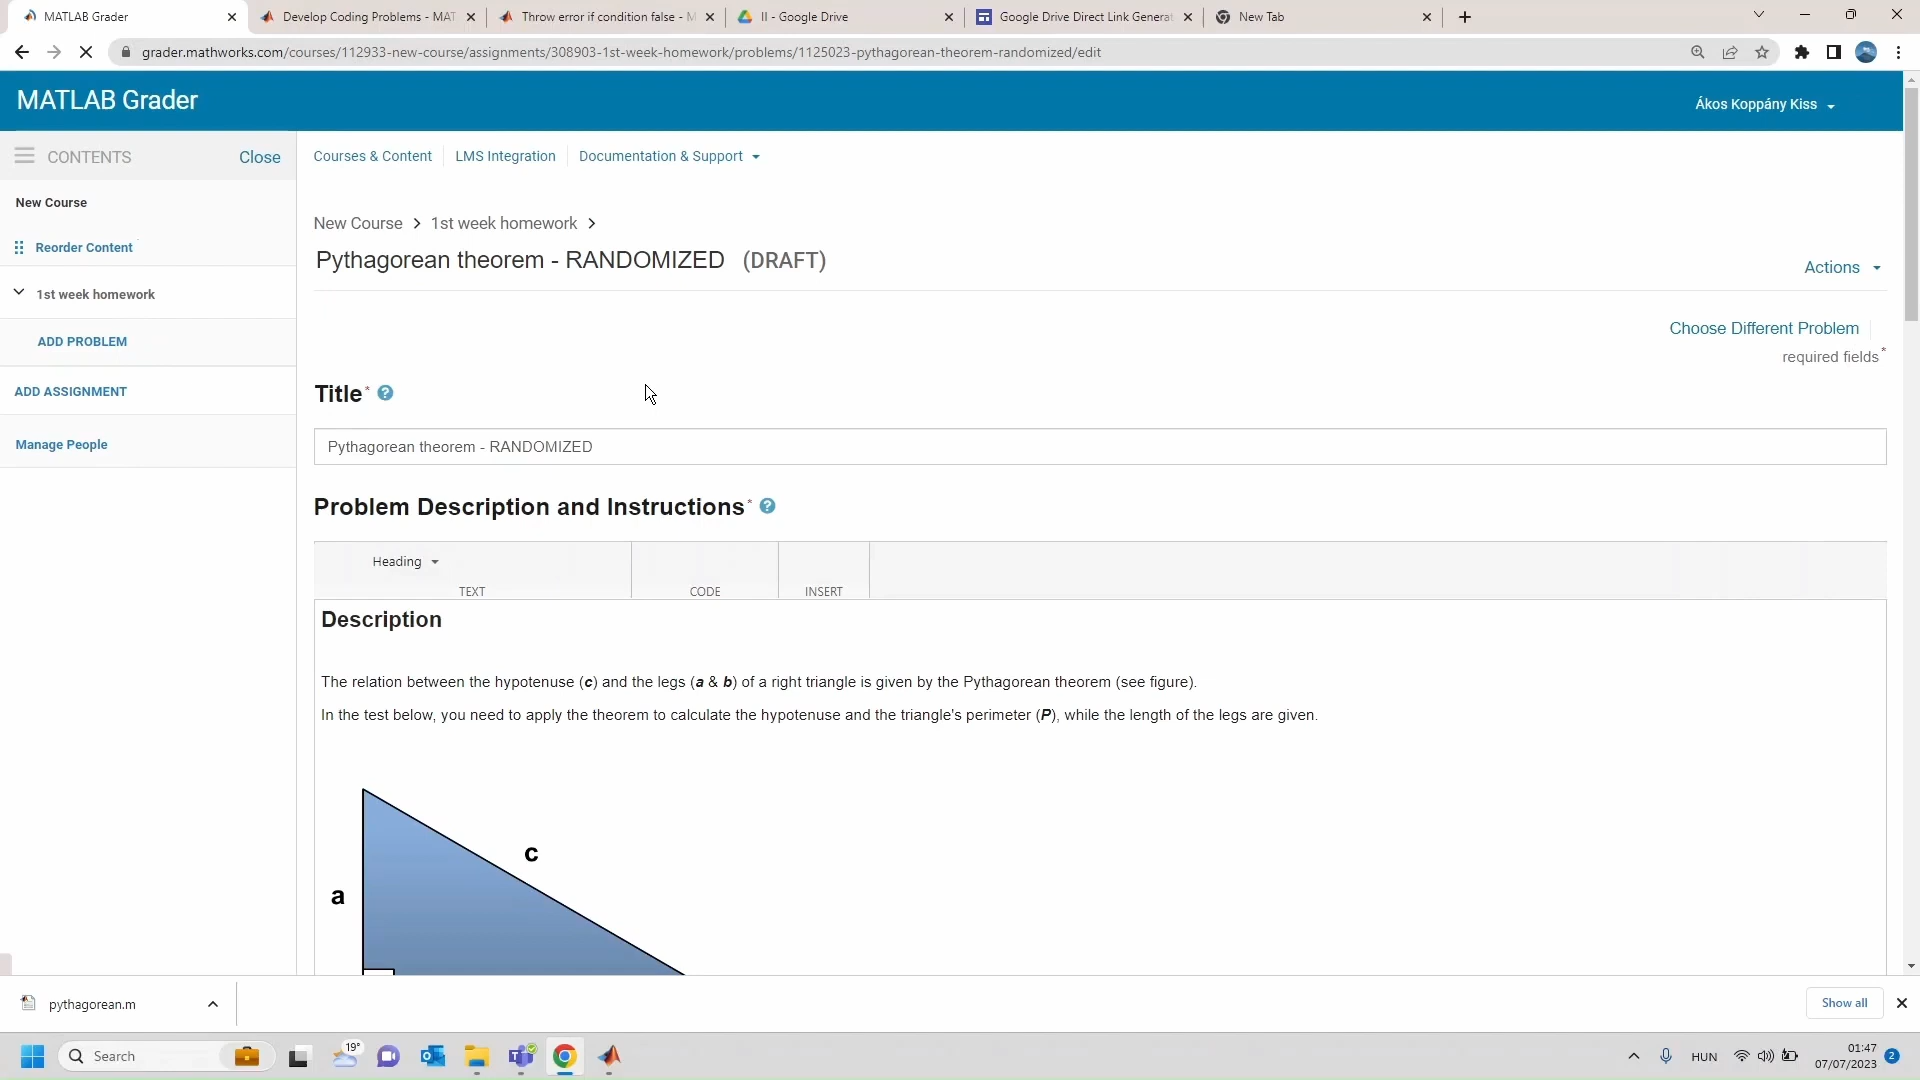 MATLAB Grader
Develop Coding Problems - MAT
Throw error if condition false - M
II - Google Drive
Google Drive Direct Link Generat
New Tab
grader.mathworks.com/courses/112933-new-course/assignments/308903-1st-week-homework/problems/1125023-pythagorean-theorem-randomized/edit
MATLAB Grader
Ákos Koppány Kiss
CONTENTS
Close
Courses & Content
LMS Integration
Documentation & Support
New Course
Reorder Content
1st week homework
ADD PROBLEM
ADD ASSIGNMENT
Manage People
New Course > 1st week homework >
Pythagorean theorem - RANDOMIZED (DRAFT)
Actions
Choose Different Problem
required fields*
Title* ?
Pythagorean theorem - RANDOMIZED
Problem Description and Instructions* ?
Heading
TEXT
CODE
INSERT
Description
The relation between the hypotenuse (c) and the legs (a & b) of a right triangle is given by the Pythagorean theorem (see figure).
In the test below, you need to apply the theorem to calculate the hypotenuse and the triangle's perimeter (P), while the length of the legs are given.
c
a
pythagorean.m
Show all
Search
19°
HUN
01:47
07/07/2023
2